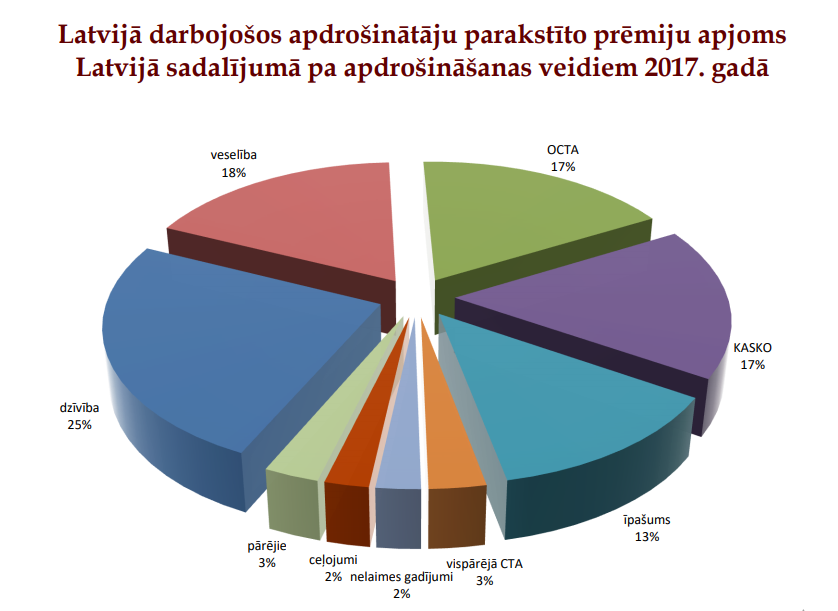 Latvijā darbojošos apdrošinātāju parakstīto prēmiju apjoms
Latvijā sadalījumā pa apdrošināšanas veidiem 2017. gadā
OCTA
17%
KASKO
17%
īpašums
13%
vispārējā CTA
3%
nelaimes gadījumi
2%
ceļojumi
2%
pārējie
3%
dzīvība
25%
veselība
18%